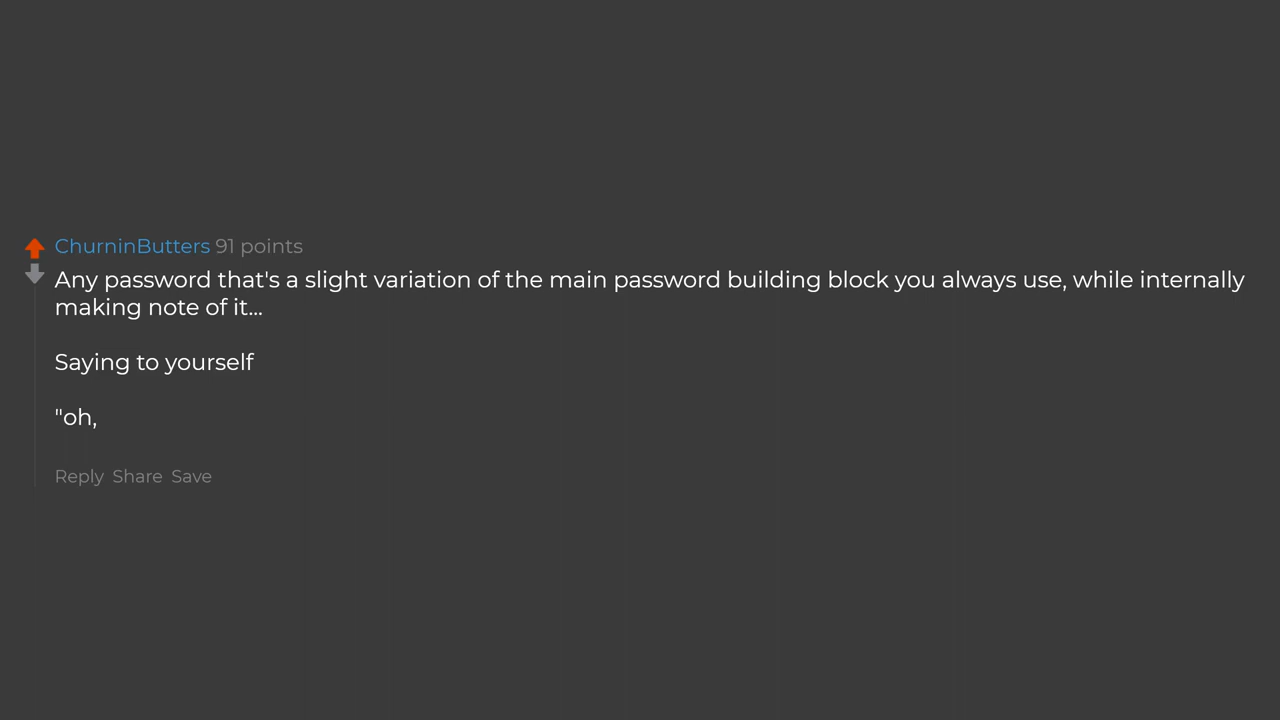 ChurninButters 91 points
Any password that's a slight variation of the main password building block you always use, while internally
making note of it...
Saying to yourself
"oh,
Reply Share Save